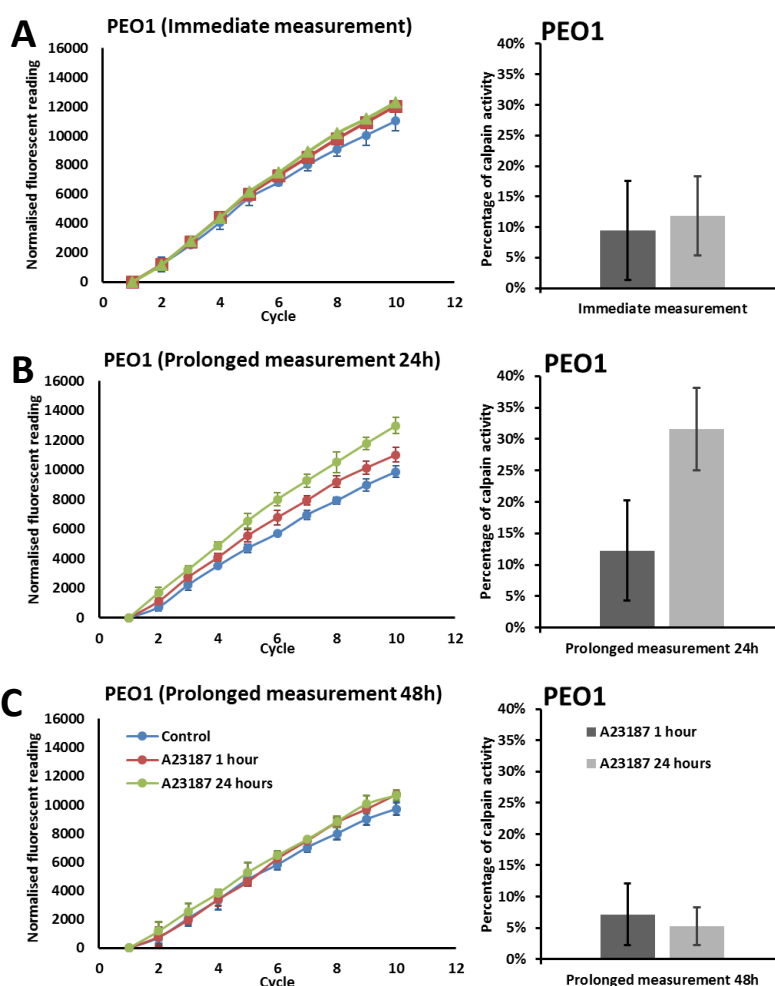 A
PEO1 (Immediate measurement)
Normalised fluorescent reading
16000
14000
12000
10000
8000
6000
4000
2000
0
0 2 4 6 8 10 12
Cycle
PEO1
Percentage of calpain activity
40%
35%
30%
25%
20%
15%
10%
5%
0%
Immediate measurement
B
PEO1 (Prolonged measurement 24h)
Normalised fluorescent reading
16000
14000
12000
10000
8000
6000
4000
2000
0
0 2 4 6 8 10 12
Cycle
PEO1
Percentage of calpain activity
40%
35%
30%
25%
20%
15%
10%
5%
0%
Prolonged measurement 24h
C
PEO1 (Prolonged measurement 48h)
Normalised fluorescent reading
16000
14000
12000
10000
8000
6000
4000
2000
0
Control
A23187 1 hour
A23187 24 hours
0 2 4 6 8 10 12
Cycle
PEO1
Percentage of calpain activity
40%
35%
30%
25%
20%
15%
10%
5%
0%
A23187 1 hour
A23187 24 hours
Prolonged measurement 48h